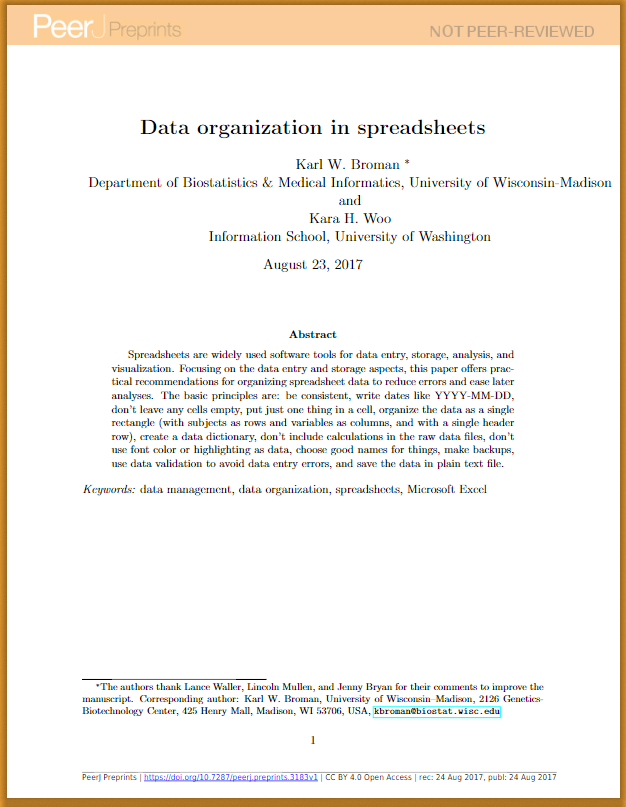 PeerJ Preprints NOT PEER-REVIEWED
Data organization in spreadsheets
Karl W. Broman *
Department of Biostatistics & Medical Informatics, University of Wisconsin-Madison
and
Kara H. Woo
Information School, University of Washington
August 23, 2017
Abstract
Spreadsheets are widely used software tools for data entry, storage, analysis, and
visualization. Focusing on the data entry and storage aspects, this paper offers prac-
tical recommendations for organizing spreadsheet data to reduce errors and ease later
analyses. The basic principles are: be consistent, write dates like YYYY-MM-DD,
don't leave any cells empty, put just one thing in a cell, organize the data as a single
rectangle (with subjects as rows and variables as columns, and with a single header
row), create a data dictionary, don't include calculations in the raw data files, don't
use font color or highlighting as data, choose good names for things, make backups,
use data validation to avoid data entry errors, and save the data in plain text file.
Keywords: data management, data organization, spreadsheets, Microsoft Excel
*The authors thank Lance Waller, Lincoln Mullen, and Jenny Bryan for their comments to improve the
manuscript. Corresponding author: Karl W. Broman, University of Wisconsin–Madison, 2126 Genetics-
Biotechnology Center, 425 Henry Mall, Madison, WI 53706, USA, kbroman@biostat.wisc.edu
1
PeerJ Preprints | https://doi.org/10.7287/peerj.preprints.3183v1 | CC BY 4.0 Open Access | rec: 24 Aug 2017, publ: 24 Aug 2017